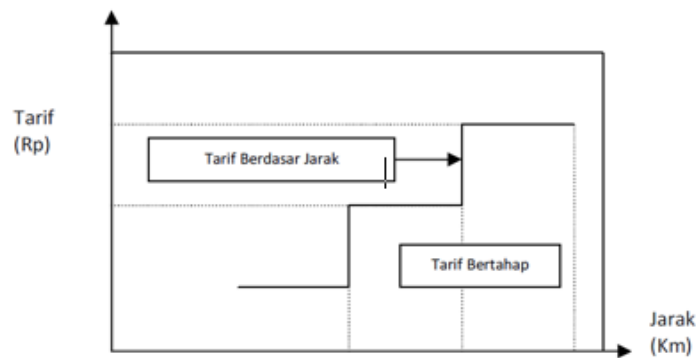 Tarif
(Rp)
Tarif Berdasar Jarak
Tarif Bertahap
Jarak
(Km)